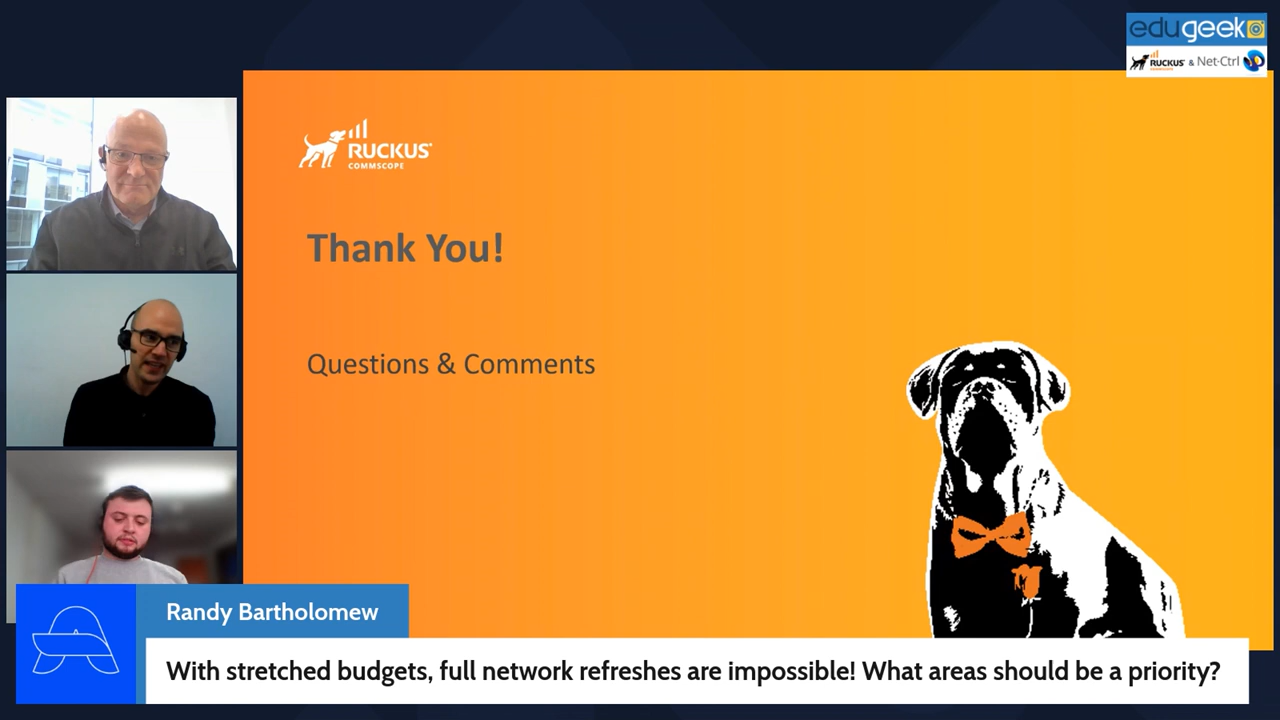 edugeek
RUCKUS & Net-Ctrl
COMMSCOPE
RUCKUS
COMMSCOPE
Thank You!
Questions & Comments
Randy Bartholomew
With stretched budgets, full network refreshes are impossible! What areas should be a priority?